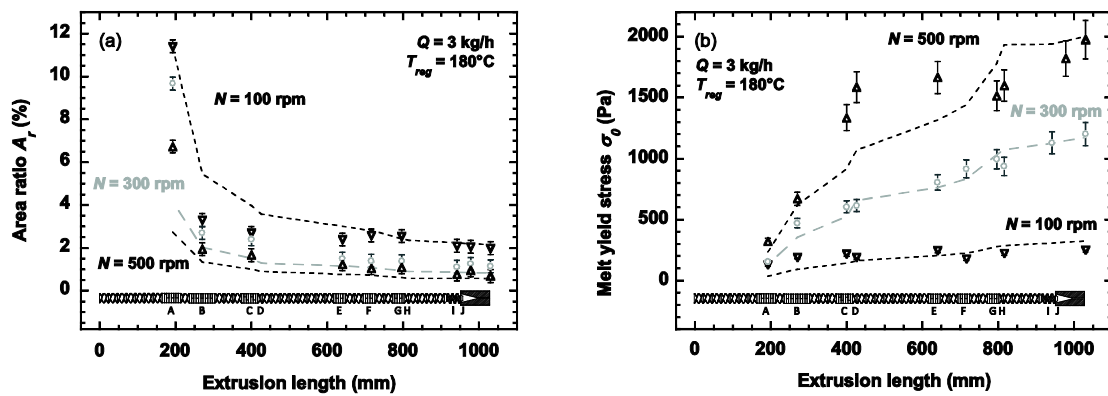 (a)
Q = 3 kg/h
T_reg = 180°C
N = 100 rpm
N = 300 rpm
N = 500 rpm
Area ratio A_r (%)
12
10
8
6
4
2
0
A B C D E F G H I J
0 200 400 600 800 1000
Extrusion length (mm)
(b)
N = 500 rpm
Q = 3 kg/h
T_reg = 180°C
N = 300 rpm
N = 100 rpm
Melt yield stress σ_0 (Pa)
2000
1500
1000
500
0
A B C D E F G H I J
0 200 400 600 800 1000
Extrusion length (mm)